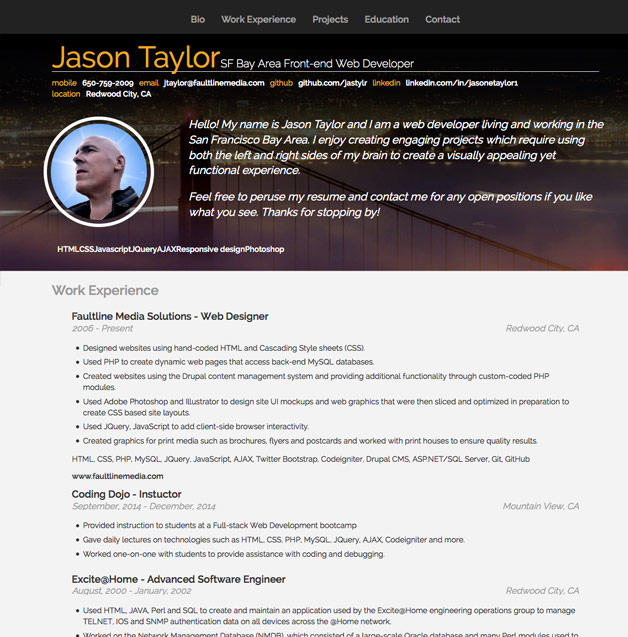 Bio Work Experience Projects Education Contact
Jason Taylor SF Bay Area Front-end Web Developer
mobile 650-759-2009 email jtaylor@faultlinemedia.com github github.com/jastylr linkedin linkedin.com/in/jasonetaylor1
location Redwood City, CA
Hello! My name is Jason Taylor and I am a web developer living and working in the
San Francisco Bay Area. I enjoy creating engaging projects which require using
both the left and right sides of my brain to create a visually appealing yet
functional experience.
Feel free to peruse my resume and contact me for any open positions if you like
what you see. Thanks for stopping by!
HTMLCSSJavascriptJQueryAJAXResponsive designPhotoshop
Work Experience
Faultline Media Solutions - Web Designer
2006 - Present Redwood City, CA
• Designed websites using hand-coded HTML and Cascading Style sheets (CSS).
• Used PHP to create dynamic web pages that access back-end MySQL databases.
• Created websites using the Drupal content management system and providing additional functionality through custom-coded PHP
modules.
• Used Adobe Photoshop and Illustrator to design site UI mockups and web graphics that were then sliced and optimized in preparation to
create CSS based site layouts.
• Used JQuery, JavaScript to add client-side browser interactivity.
• Created graphics for print media such as brochures, flyers and postcards and worked with print houses to ensure quality results.
HTML, CSS, PHP, MySQL, JQuery, JavaScript, AJAX, Twitter Bootstrap, Codeigniter, Drupal CMS, ASP.NET/SQL Server, Git, GitHub
www.faultlinemedia.com
Coding Dojo - Instuctor
September, 2014 - December, 2014 Mountain View, CA
• Provided instruction to students at a Full-stack Web Development bootcamp
• Gave daily lectures on technologies such as HTML, CSS, PHP, MySQL, JQuery, AJAX, Codeigniter and more.
• Worked one-on-one with students to provide assistance with coding and debugging.
Excite@Home - Advanced Software Engineer
August, 2000 - January, 2002 Redwood City, CA
• Used HTML, JAVA, Perl and SQL to create and maintain an application used by the Excite@Home engineering operations group to manage
TELNET, IOS and SNMP authentication data on all devices across the @Home network.
• Worked on the Network Management Database (NMDB), which consisted of a large-scale Oracle database and many Perl modules used to